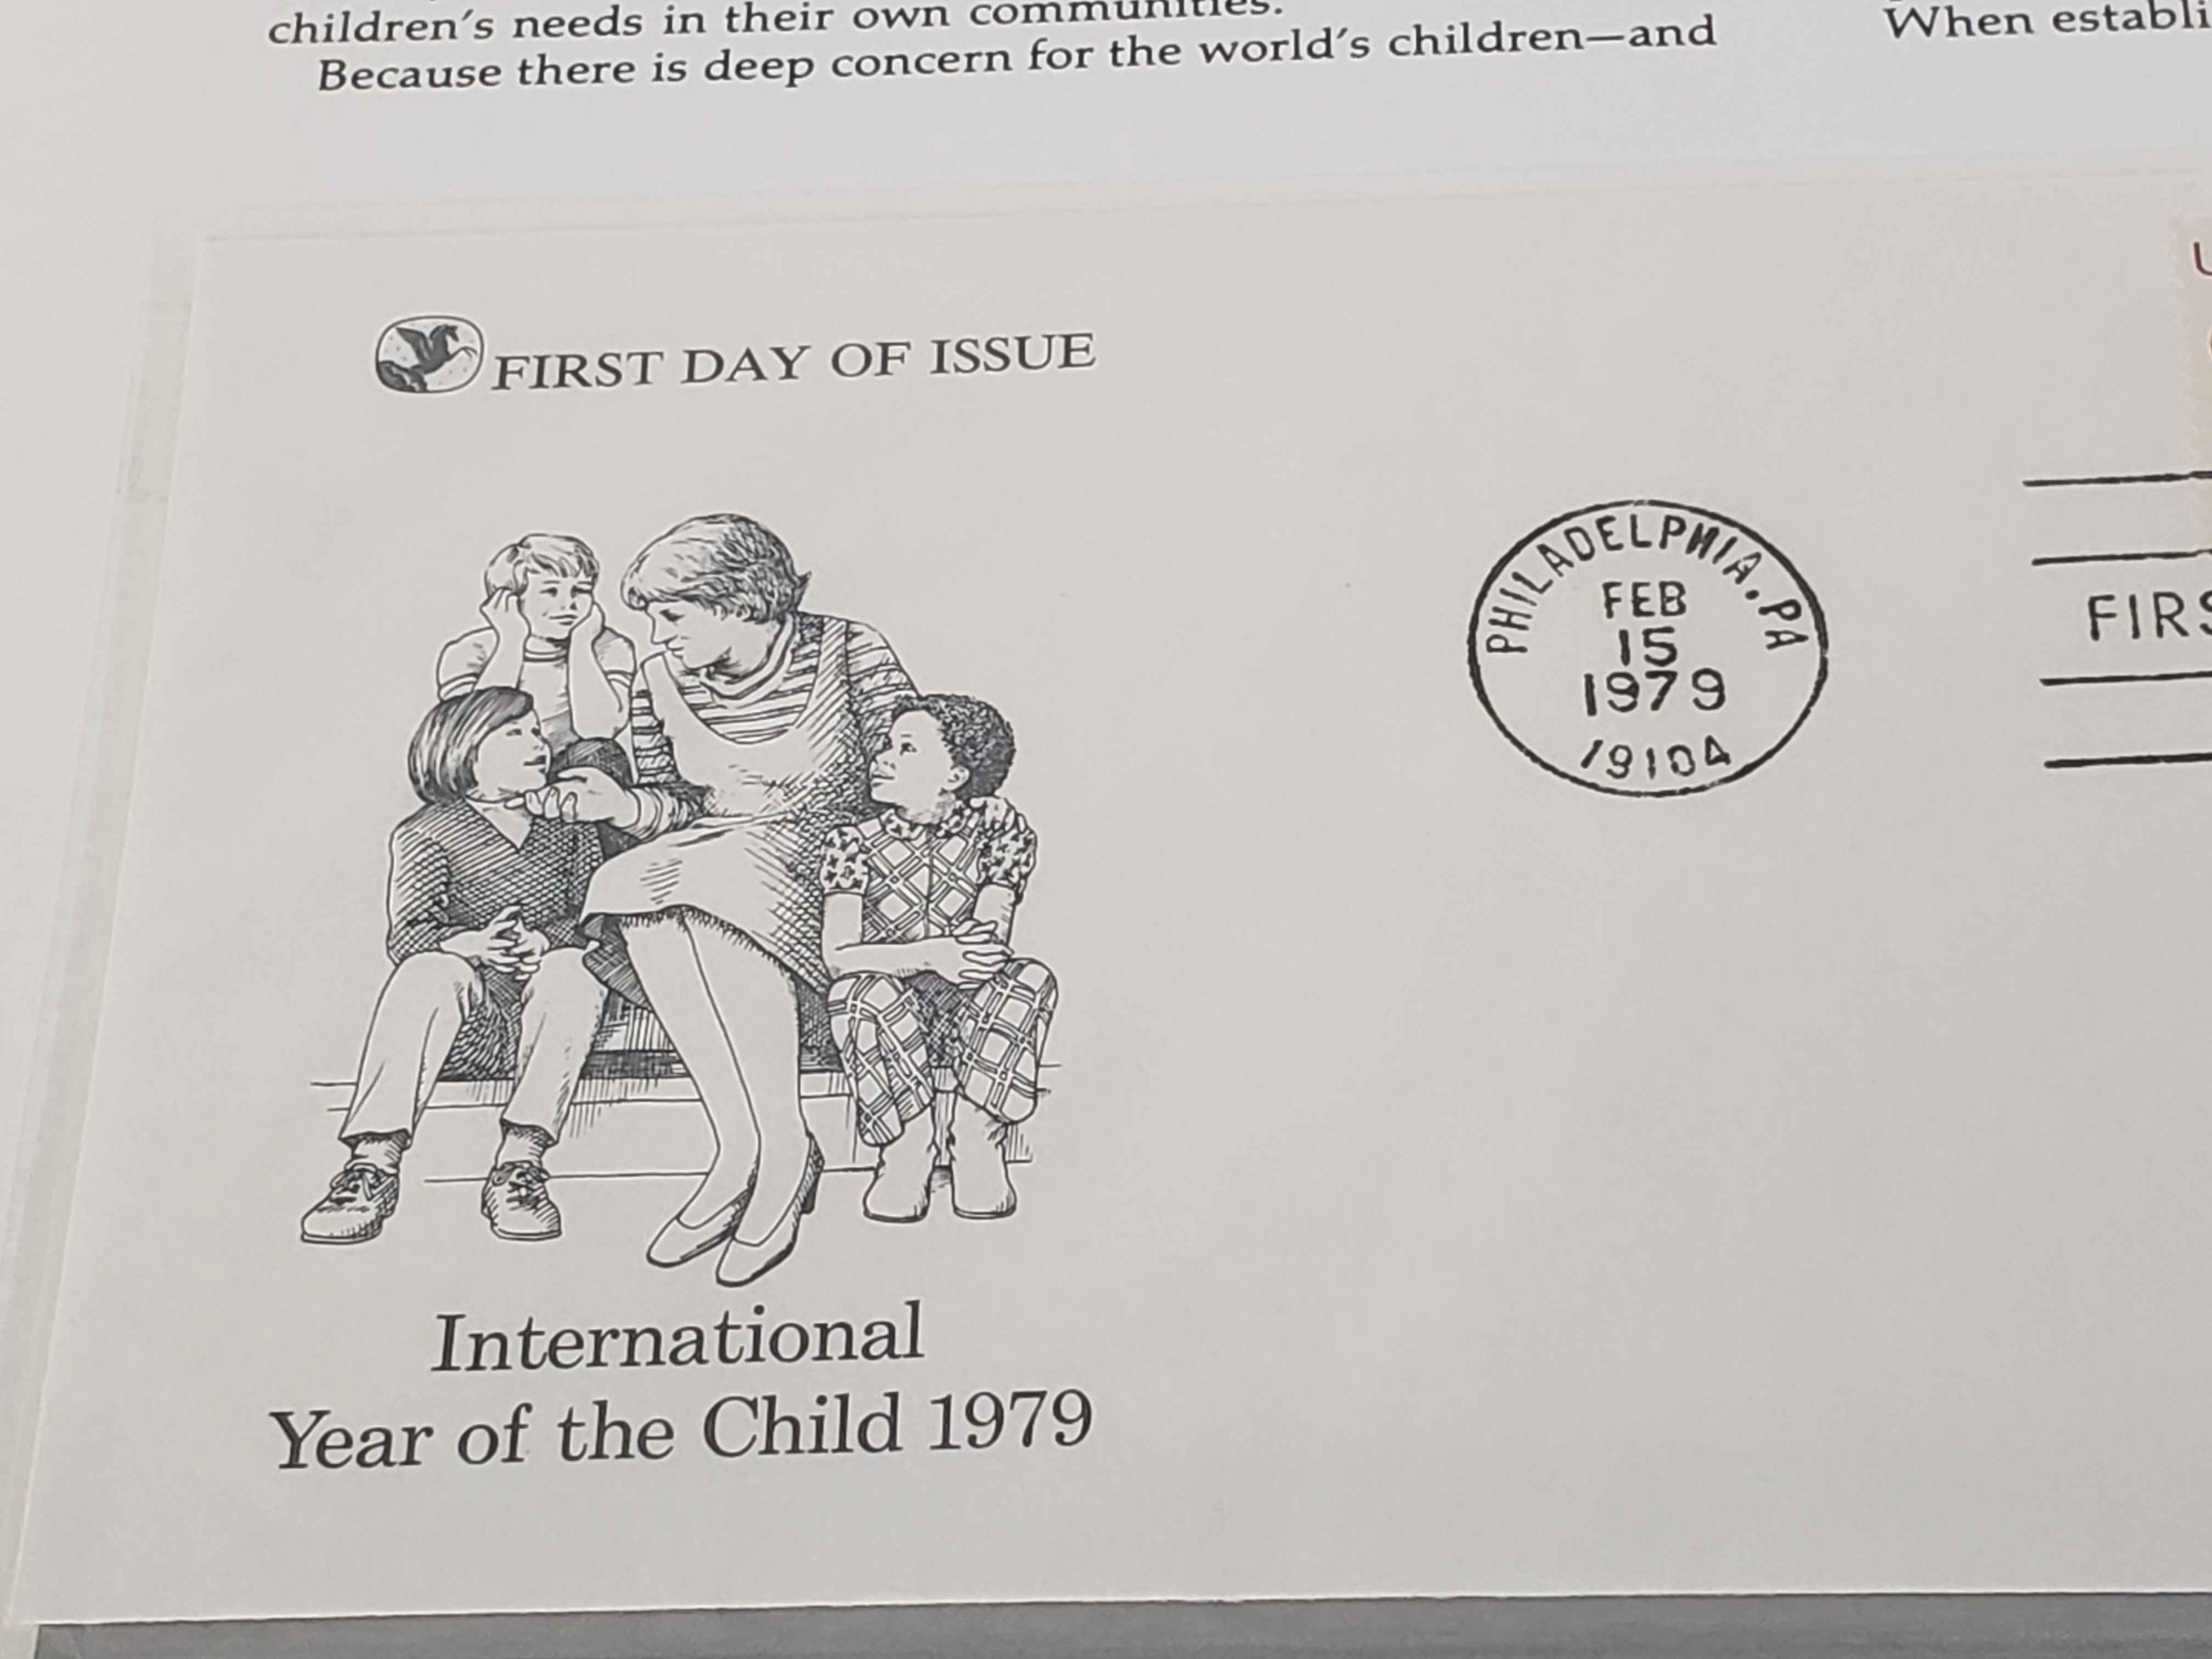 children's needs in their own communities.
Because there is deep concern for the world's children—and
When establi
FIRST DAY OF ISSUE
PHILADELPHIA. PA
FEB
15
1979
19104
FIRS
International
Year of the Child 1979